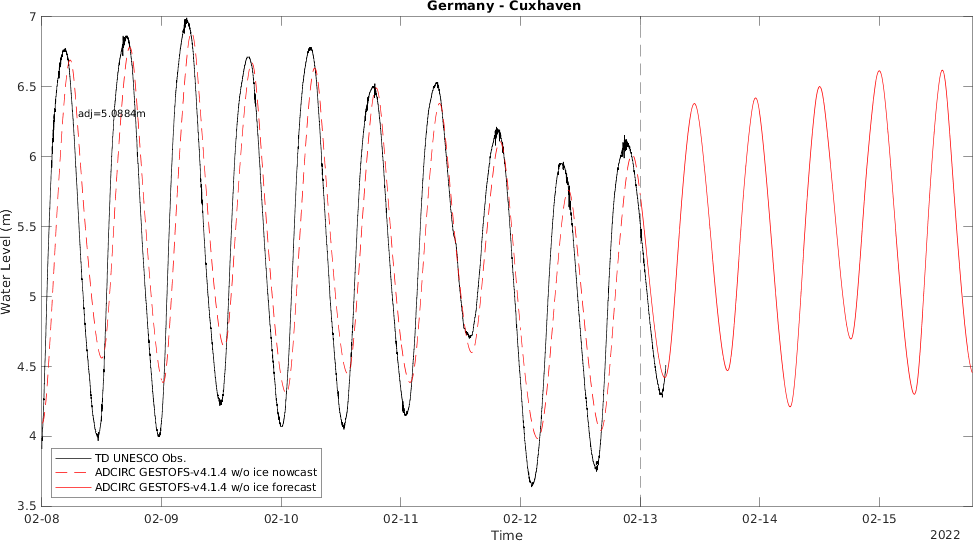 Germany - Cuxhaven
7
6.5
adj=5.0884m
6
5.5
5
4.5
4
3.5
Water Level (m)
TD UNESCO Obs.
ADCIRC GESTOFS-v4.1.4 w/o ice nowcast
ADCIRC GESTOFS-v4.1.4 w/o ice forecast
02-08 02-09 02-10 02-11 02-12 02-13 02-14 02-15
Time
2022